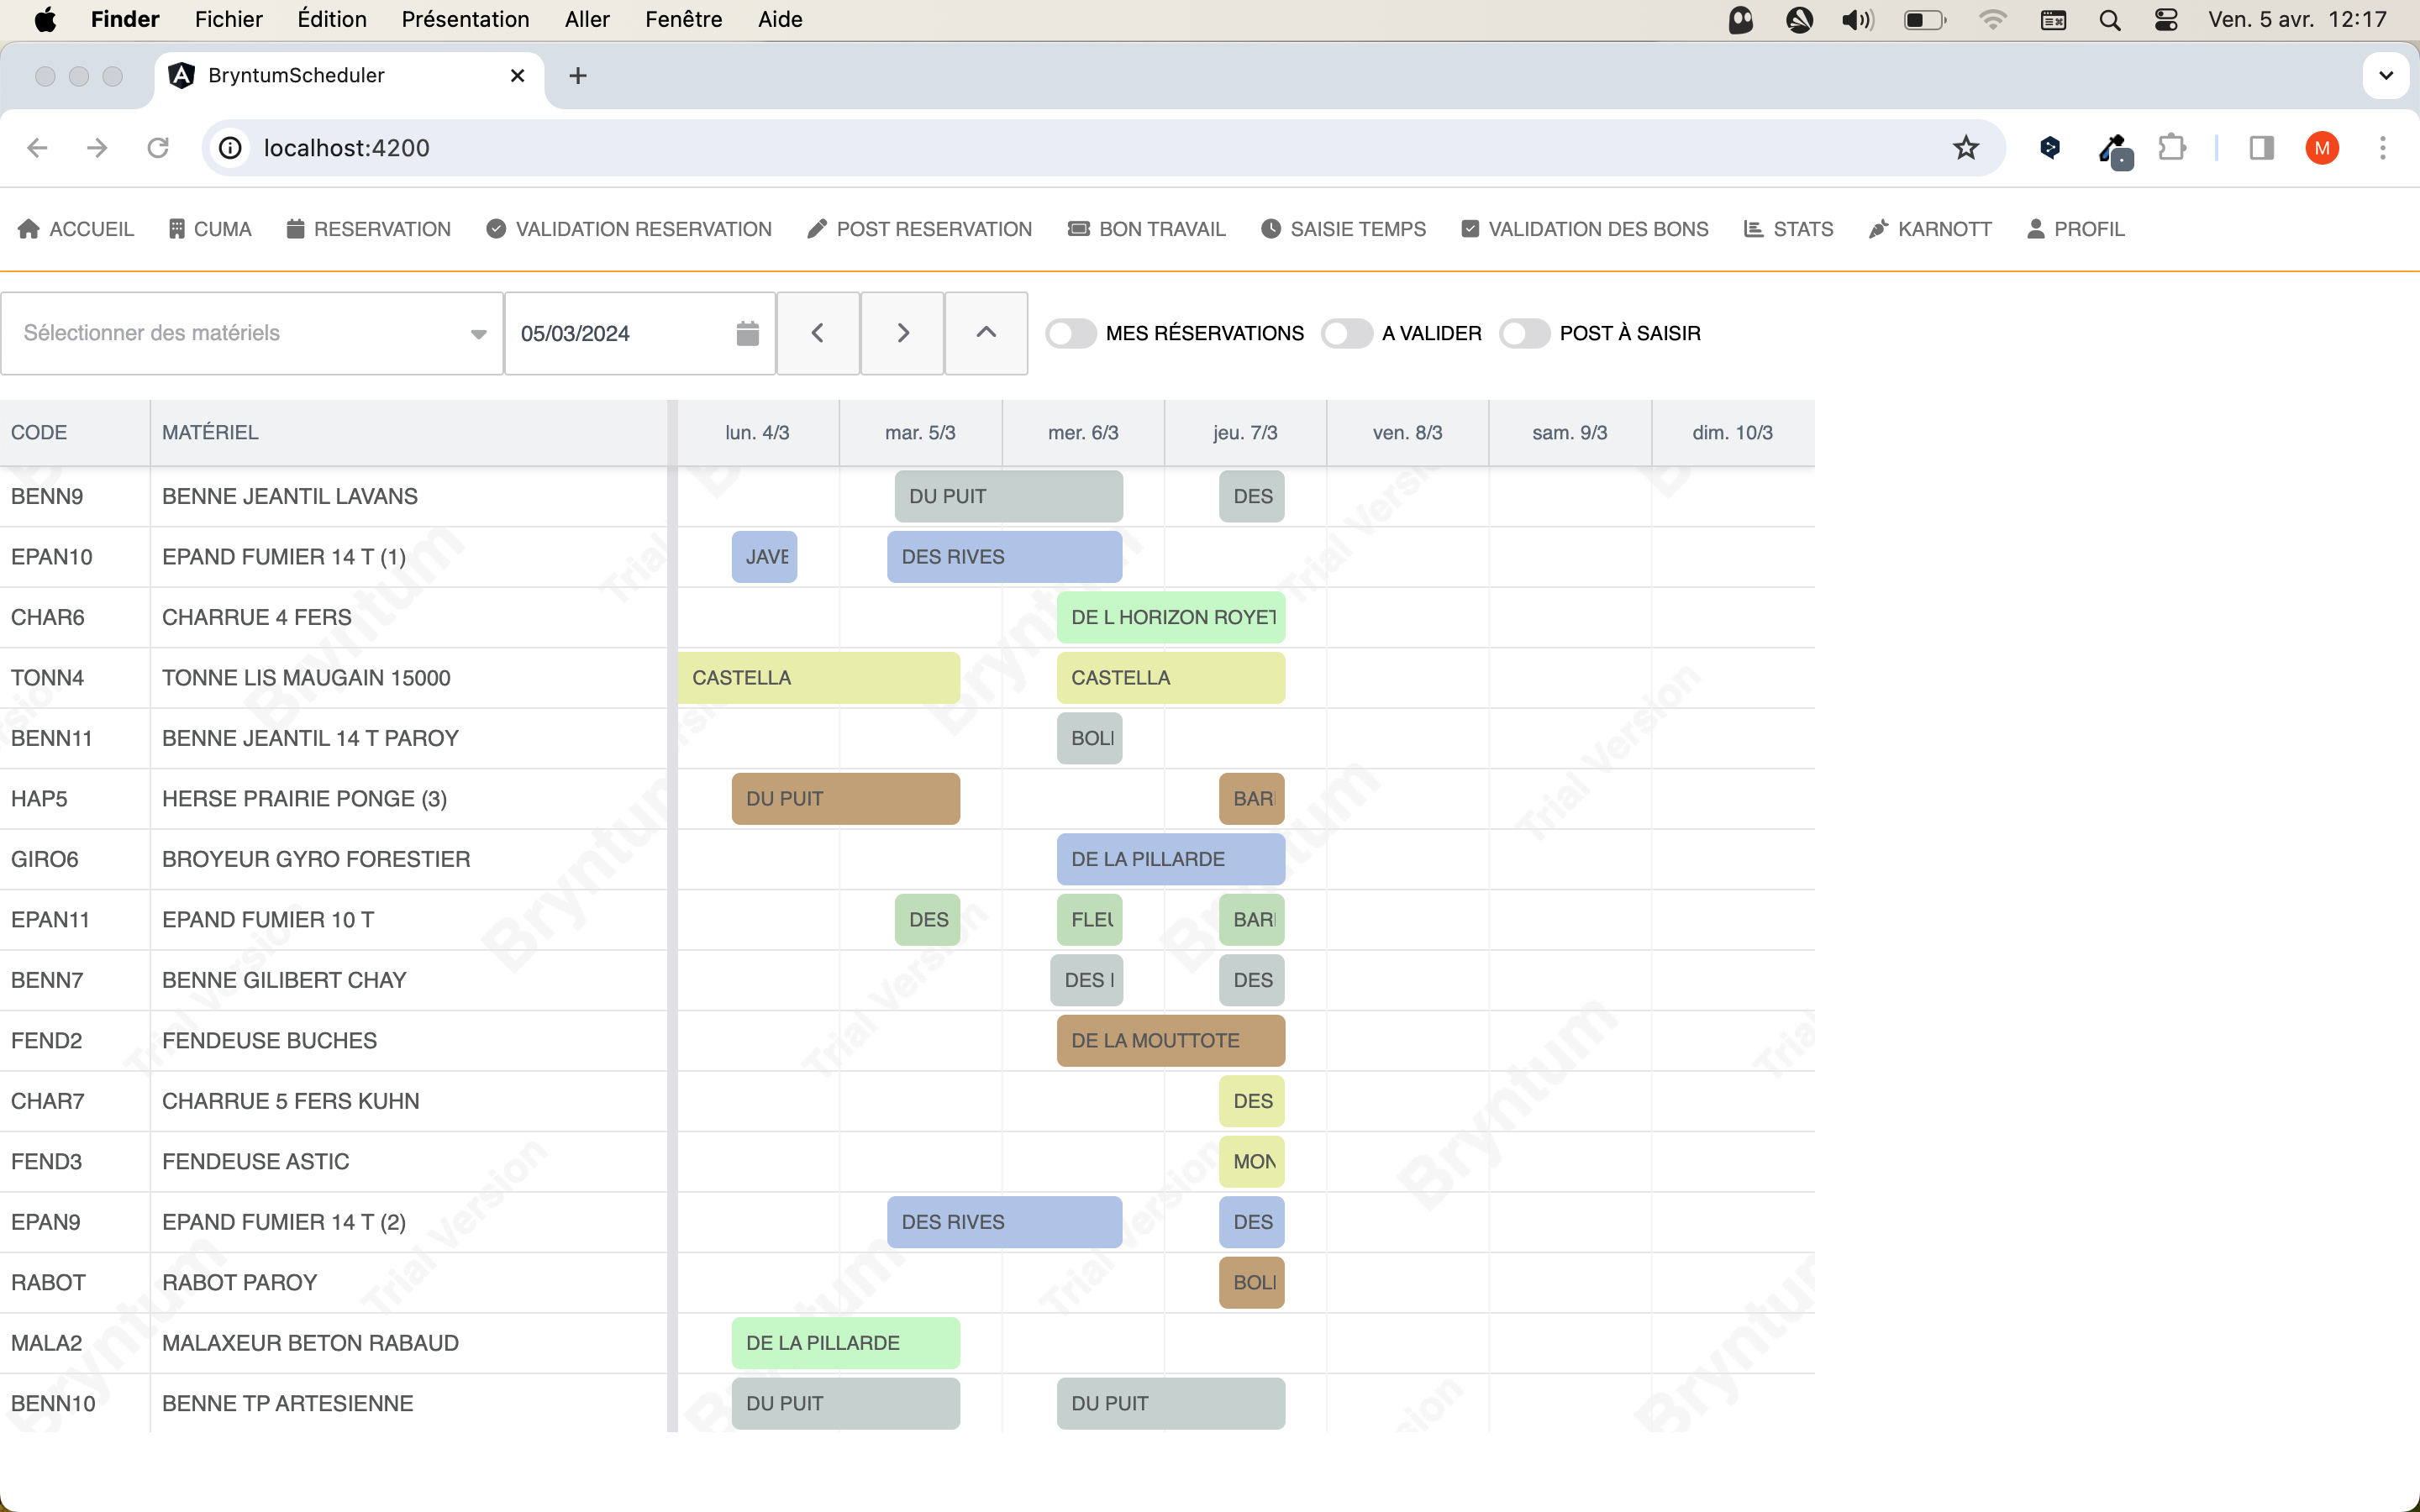 Finder Fichier Édition Présentation Aller Fenêtre Aide Ven. 5 avr. 12:17
BryntumScheduler
localhost:4200 M
ACCUEIL CUMA RESERVATION VALIDATION RESERVATION POST RESERVATION BON TRAVAIL SAISIE TEMPS VALIDATION DES BONS STATS KARNOTT PROFIL
Sélectionner des matériels 05/03/2024 MES RÉSERVATIONS A VALIDER POST À SAISIR
CODE MATÉRIEL lun. 4/3 mar. 5/3 mer. 6/3 jeu. 7/3 ven. 8/3 sam. 9/3 dim. 10/3
BENN9 BENNE JEANTIL LAVANS DU PUIT DES
EPAN10 EPAND FUMIER 14 T (1) JAVE DES RIVES
CHAR6 CHARRUE 4 FERS DE L HORIZON ROYET
TONN4 TONNE LIS MAUGAIN 15000 CASTELLA CASTELLA
BENN11 BENNE JEANTIL 14 T PAROY BOLI
HAP5 HERSE PRAIRIE PONGE (3) DU PUIT BAR
GIRO6 BROYEUR GYRO FORESTIER DE LA PILLARDE
EPAN11 EPAND FUMIER 10 T DES FLEU BAR
BENN7 BENNE GILIBERT CHAY DES DES
FEND2 FENDEUSE BUCHES DE LA MOUTTOTE
CHAR7 CHARRUE 5 FERS KUHN DES
FEND3 FENDEUSE ASTIC MON
EPAN9 EPAND FUMIER 14 T (2) DES RIVES DES
RABOT RABOT PAROY BOLI
MALA2 MALAXEUR BETON RABAUD DE LA PILLARDE
BENN10 BENNE TP ARTESIENNE DU PUIT DU PUIT
Bryntum
Trial Version